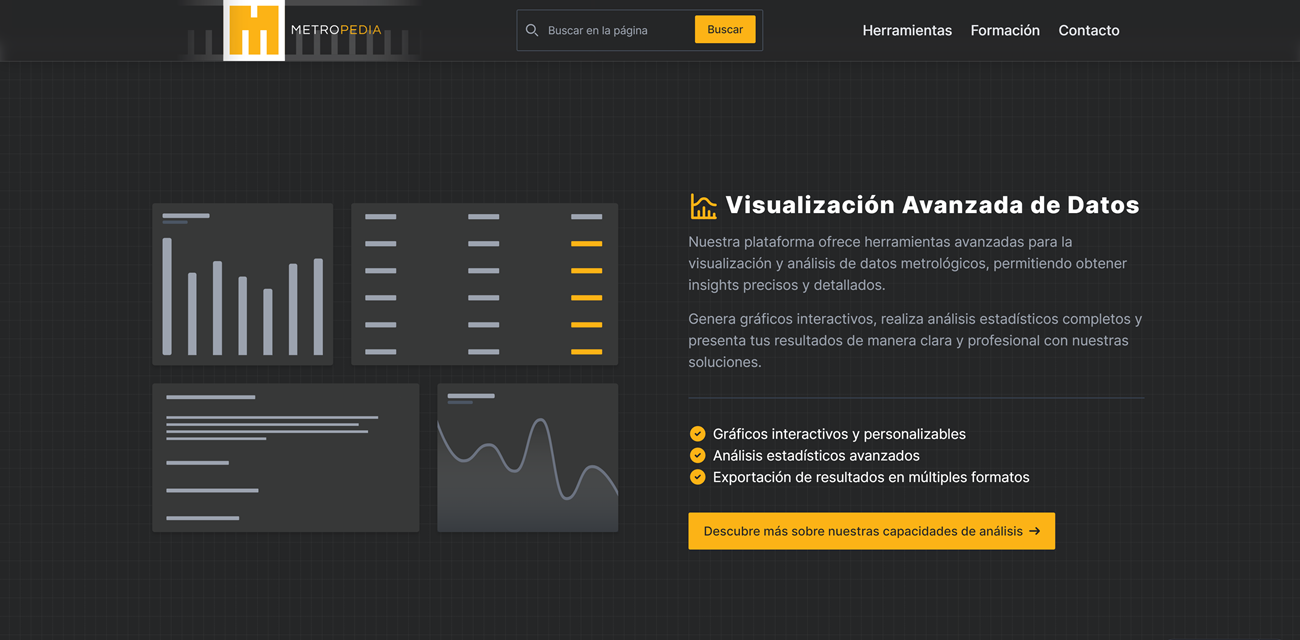 METROPEDIA
Buscar en la página
Buscar
Herramientas
Formación
Contacto
Visualización Avanzada de Datos
Nuestra plataforma ofrece herramientas avanzadas para la
visualización y análisis de datos metrológicos, permitiendo obtener
insights precisos y detallados.
Genera gráficos interactivos, realiza análisis estadísticos completos y
presenta tus resultados de manera clara y profesional con nuestras
soluciones.
Gráficos interactivos y personalizables
Análisis estadísticos avanzados
Exportación de resultados en múltiples formatos
Descubre más sobre nuestras capacidades de análisis →